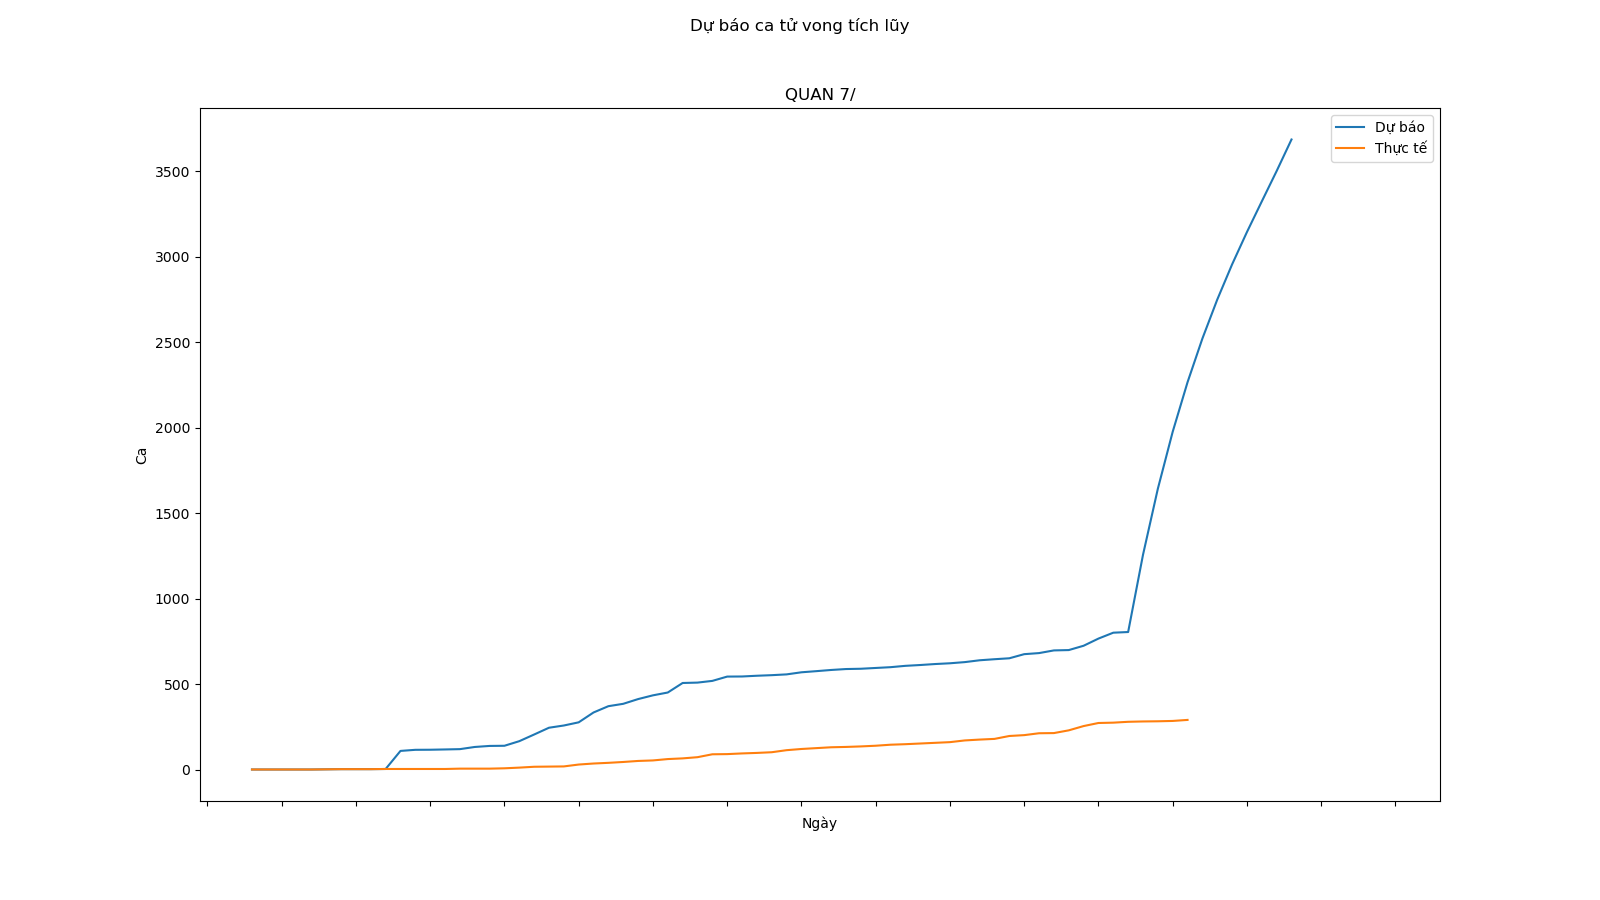 Dự báo ca tử vong tích lũy
QUAN 7/
Dự báo
Thực tế
3500
3000
2500
2000
1500
1000
500
0
Ca
Ngày